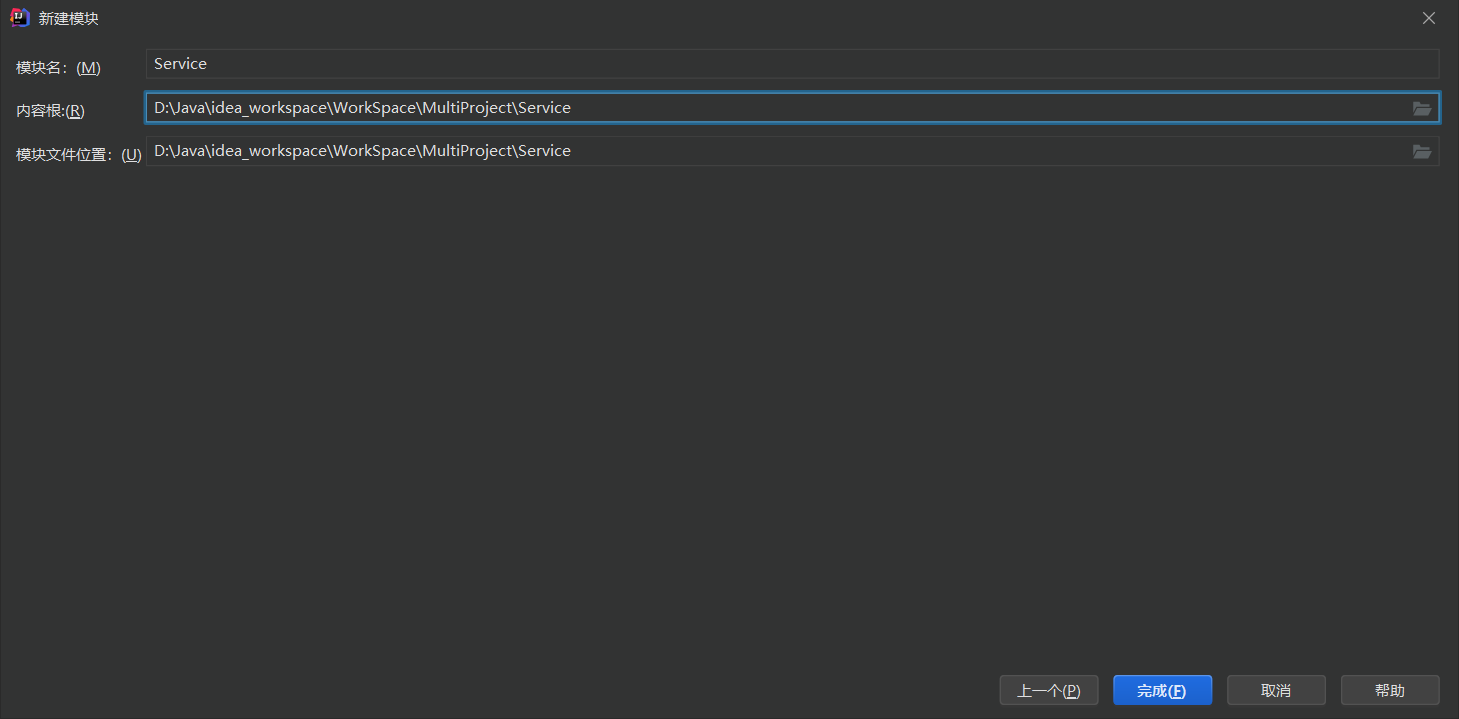 新建模块
模块名：(M) Service
内容根:(R) D:\Java\idea_workspace\WorkSpace\MultiProject\Service
模块文件位置：(U) D:\Java\idea_workspace\WorkSpace\MultiProject\Service
上一个(P) 完成(F) 取消 帮助